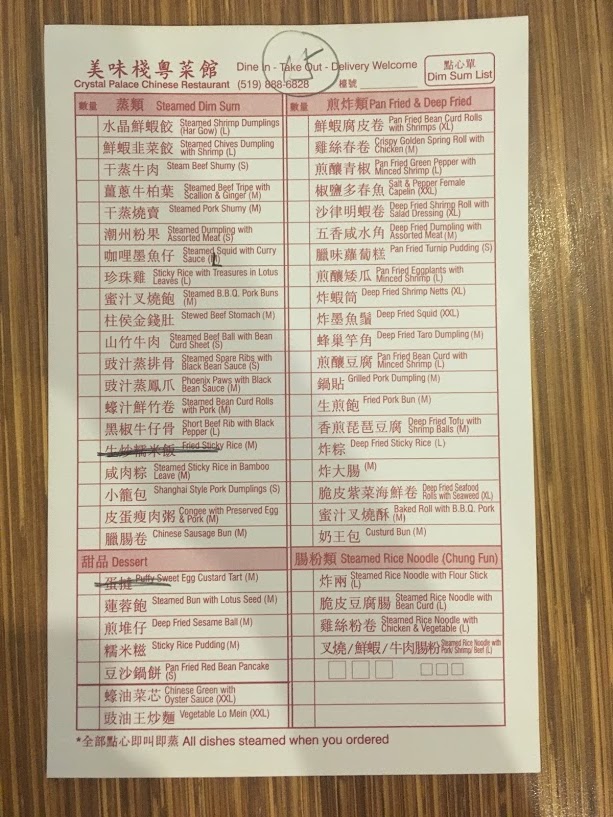 美味棧粵菜館
Dine In - Take Out - Delivery Welcome
點心單
Dim Sum List
Crystal Palace Chinese Restaurant (519) 888-6828
檯號
數量 蒸類 Steamed Dim Sum
水晶鮮蝦餃 Steamed Shrimp Dumplings (Har Gow) (L)
鮮蝦韭菜餃 Steamed Chives Dumpling with Shrimp (L)
干蒸牛肉 Steam Beef Shumy (S)
薑蔥牛柏葉 Steamed Beef Tripe with Scallion & Ginger (M)
干蒸燒賣 Steamed Pork Shumy (M)
潮州粉果 Steamed Dumpling with Assorted Meat (S)
咖哩墨魚仔 Steamed Squid with Curry Sauce (L)
珍珠雞 Sticky Rice with Treasures in Lotus Leaves (L)
蜜汁叉燒飽 Steamed B.B.Q. Pork Buns (M)
柱侯金錢肚 Stewed Beef Stomach (M)
山竹牛肉 Steamed Beef Ball with Bean Curd Sheet (S)
豉汁蒸排骨 Steamed Spare Ribs with Black Bean Sauce (S)
豉汁蒸鳳爪 Phoenix Paws with Black Bean Sauce (M)
蠔汁鮮竹卷 Steamed Bean Curd Rolls with Pork (M)
黑椒牛仔骨 Short Beef Rib with Black Pepper (L)
生炒糯米飯 Fried Sticky Rice (M)
咸肉粽 Steamed Sticky Rice in Bamboo Leave (M)
小籠包 Shanghai Style Pork Dumplings (S)
皮蛋瘦肉粥 Congee with Preserved Egg & Pork (M)
臘腸卷 Chinese Sausage Bun (M)
甜品 Dessert
蛋撻 Puffy Sweet Egg Custard Tart (M)
蓮蓉飽 Steamed Bun with Lotus Seed (M)
煎堆仔 Deep Fried Sesame Ball (M)
糯米糍 Sticky Rice Pudding (M)
豆沙鍋餅 Pan Fried Red Bean Pancake (S)
蠔油菜芯 Chinese Green with Oyster Sauce (XXL)
豉油王炒麵 Vegetable Lo Mein (XXL)
數量 煎炸類 Pan Fried & Deep Fried
鮮蝦腐皮卷 Pan Fried Bean Curd Rolls with Shrimps (XL)
雞絲春卷 Crispy Golden Spring Roll with Chicken (M)
煎釀青椒 Pan Fried Green Pepper with Minced Shrimp (L)
椒鹽多春魚 Salt & Pepper Female Capelin (XXL)
沙律明蝦卷 Deep Fried Shrimp Roll with Salad Dressing (XL)
五香咸水角 Deep Fried Dumpling with Assorted Meat (M)
臘味蘿蔔糕 Pan Fried Turnip Pudding (S)
煎釀矮瓜 Pan Fried Eggplants with Minced Shrimp (L)
炸蝦筒 Deep Fried Shrimp Netts (XL)
炸墨魚鬚 Deep Fried Squid (XXL)
蜂巢竽角 Deep Fried Taro Dumpling (M)
煎釀豆腐 Pan Fried Bean Curd with Minced Shrimp (L)
鍋貼 Grilled Pork Dumpling (M)
生煎飽 Fried Pork Bun (M)
香煎琵琶豆腐 Deep Fried Tofu with Shrimp Balls (M)
炸粽 Deep Fried Sticky Rice (L)
炸大腸 (M)
脆皮紫菜海鮮卷 Deep Fried Seafood Rolls with Seaweed (XL)
蜜汁叉燒酥 Baked Roll with B.B.Q. Pork (M)
奶王包 Custurd Bun (M)
腸粉類 Steamed Rice Noodle (Chung Fun)
炸兩 Steamed Rice Noodle with Flour Stick (L)
脆皮豆腐腸 Steamed Rice Noodle with Bean Curd (L)
雞絲粉卷 Steamed Rice Noodle with Chicken & Vegetable (L)
叉燒/鮮蝦/牛肉腸粉 Steamed Rice Noodle with Pork/ Shrimp/ Beef (L)
*全部點心即叫即蒸 All dishes steamed when you ordered